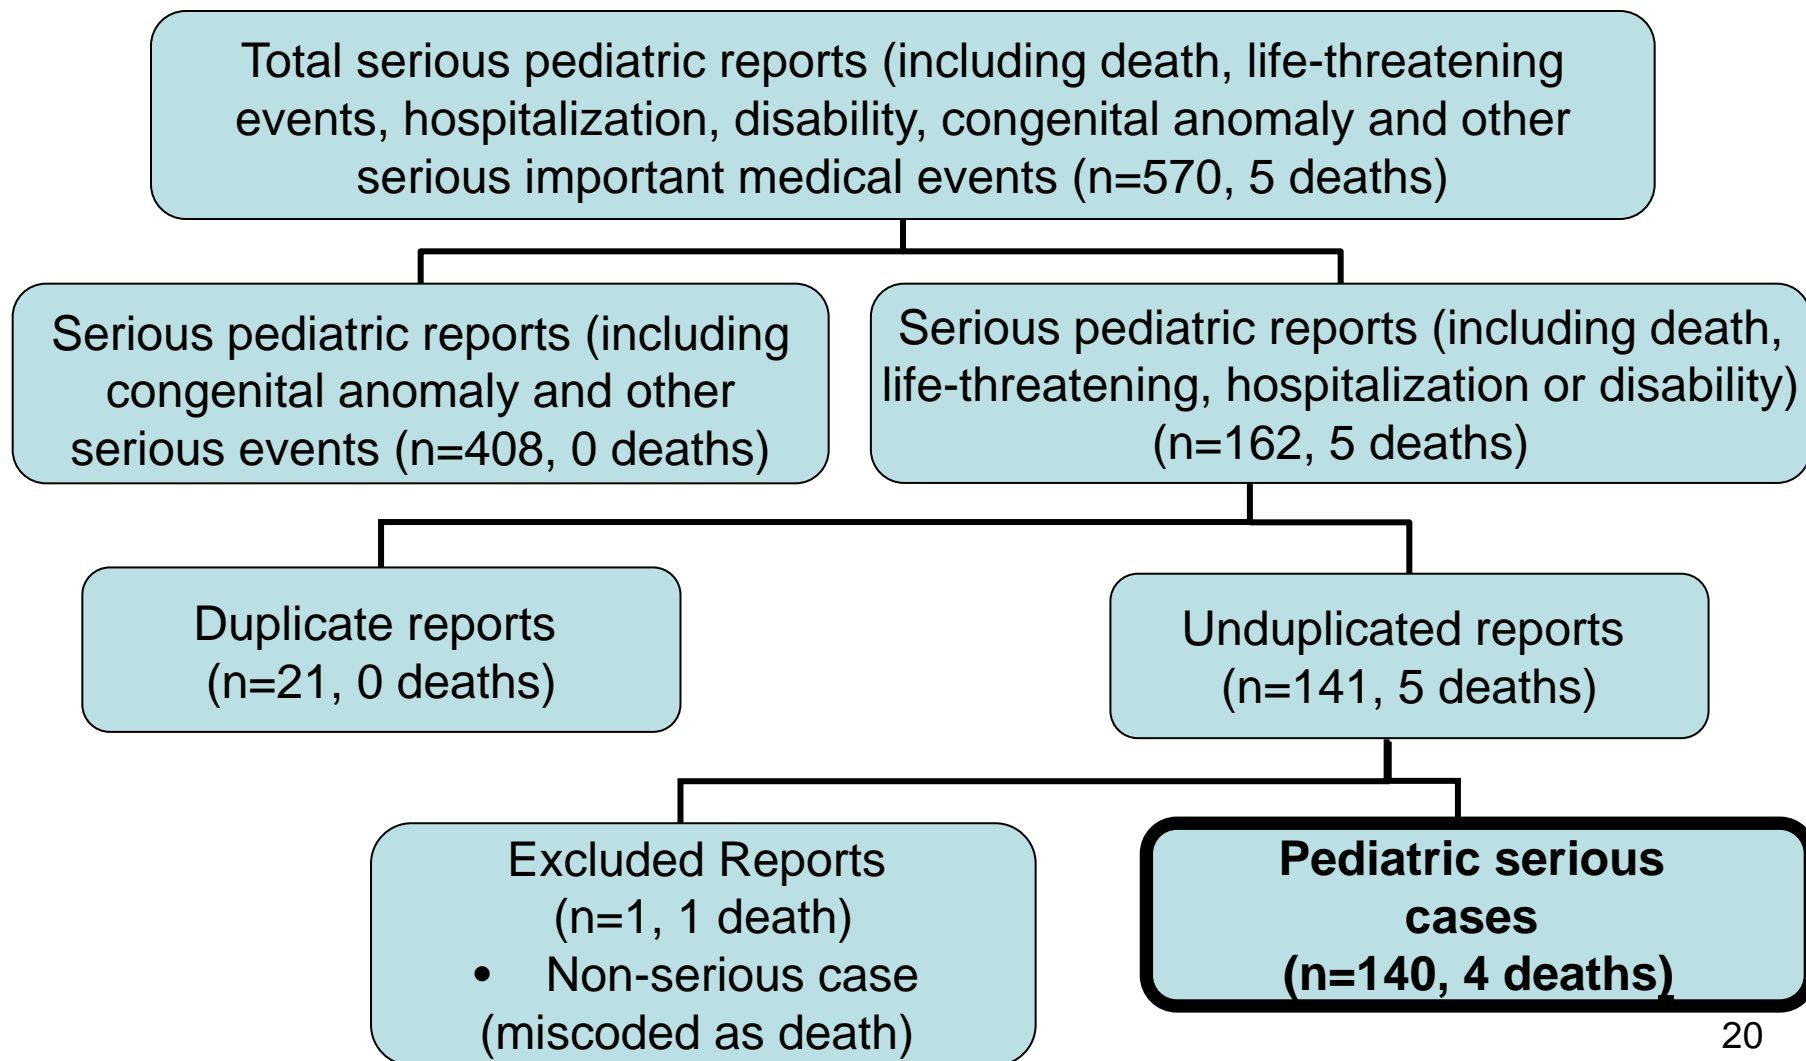 Total serious pediatric reports (including death, life-threatening
events, hospitalization, disability, congenital anomaly and other
serious important medical events (n=570, 5 deaths)
Serious pediatric reports (including
congenital anomaly and other
serious events (n=408, 0 deaths)
Serious pediatric reports (including death,
life-threatening, hospitalization or disability)
(n=162, 5 deaths)
Duplicate reports
(n=21, 0 deaths)
Unduplicated reports
(n=141, 5 deaths)
Excluded Reports
(n=1, 1 death)
• Non-serious case
(miscoded as death)
Pediatric serious
cases
(n=140, 4 deaths)
20